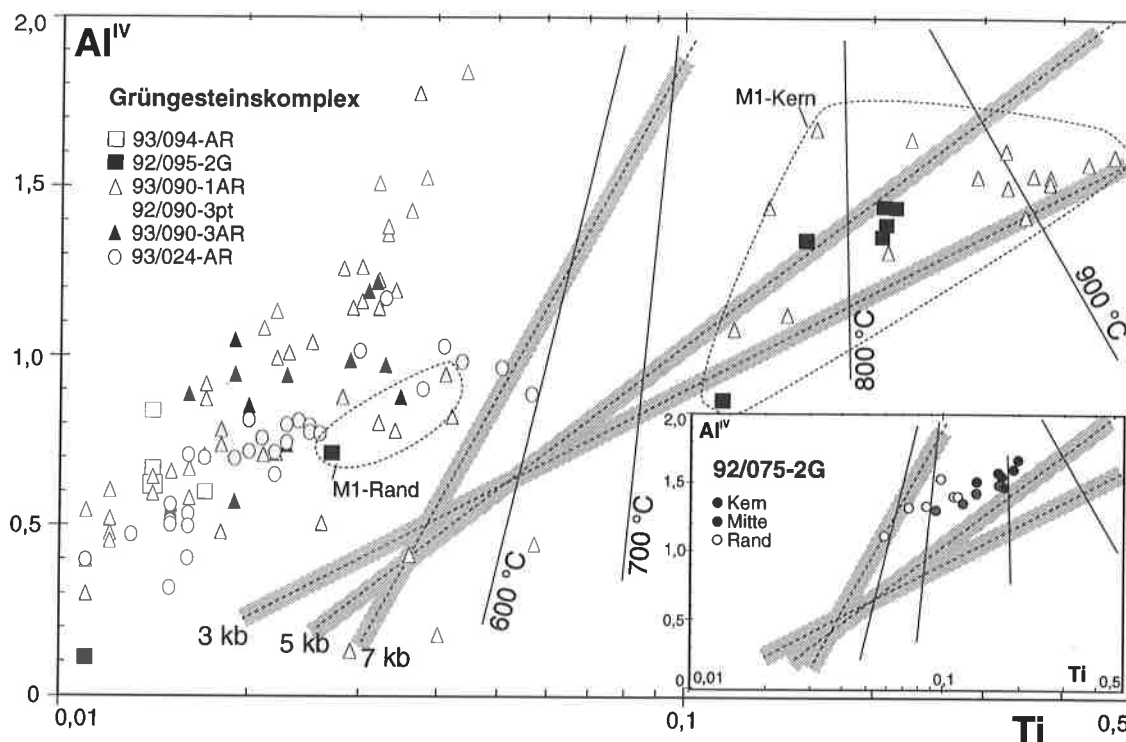 2,0
Al^IV
Grüngesteinskomplex
93/094-AR
92/095-2G
93/090-1AR
92/090-3pt
93/090-3AR
93/024-AR
M1-Kern
1,5
1,0
0,5
0
M1-Rand
3 kb
5 kb
7 kb
600 °C
700 °C
800 °C
900 °C
0,01
0,1
Ti
0,5
2,0
Al^IV
92/075-2G
Kern
Mitte
Rand
1,5
1,0
0,5
0
0,01
0,1
Ti
0,5